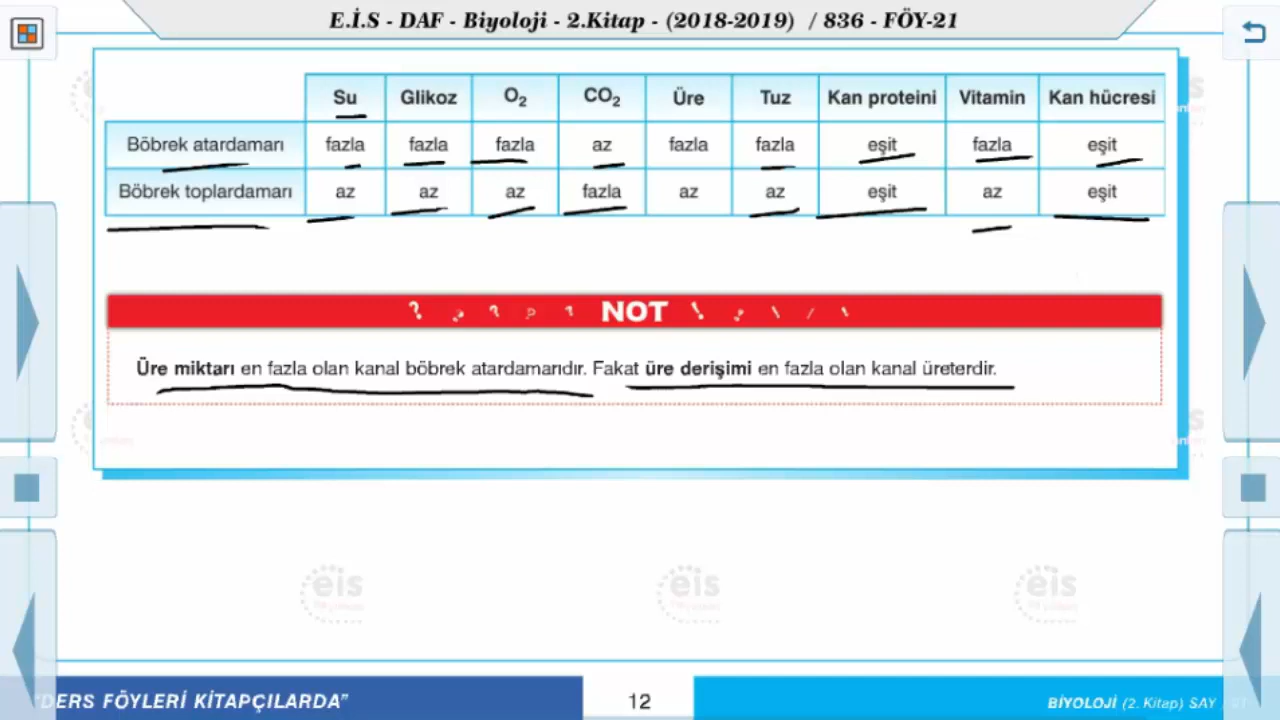 E.İ.S - DAF - Biyoloji - 2.Kitap - (2018-2019) / 836 - FÖY-21
Su Glikoz O₂ CO₂ Üre Tuz Kan proteini Vitamin Kan hücresi
Böbrek atardamarı fazla fazla fazla az fazla fazla eşit fazla eşit
Böbrek toplardamarı az az az fazla az az eşit az eşit
? ? ? ? ? NOT ! ! ! ! !
Üre miktarı en fazla olan kanal böbrek atardamarıdır. Fakat üre derişimi en fazla olan kanal üreterdir.
eis eis eis
"DERS FÖYLERİ KİTAPÇILARDA" 12 BİYOLOJİ (2. Kitap) SAY